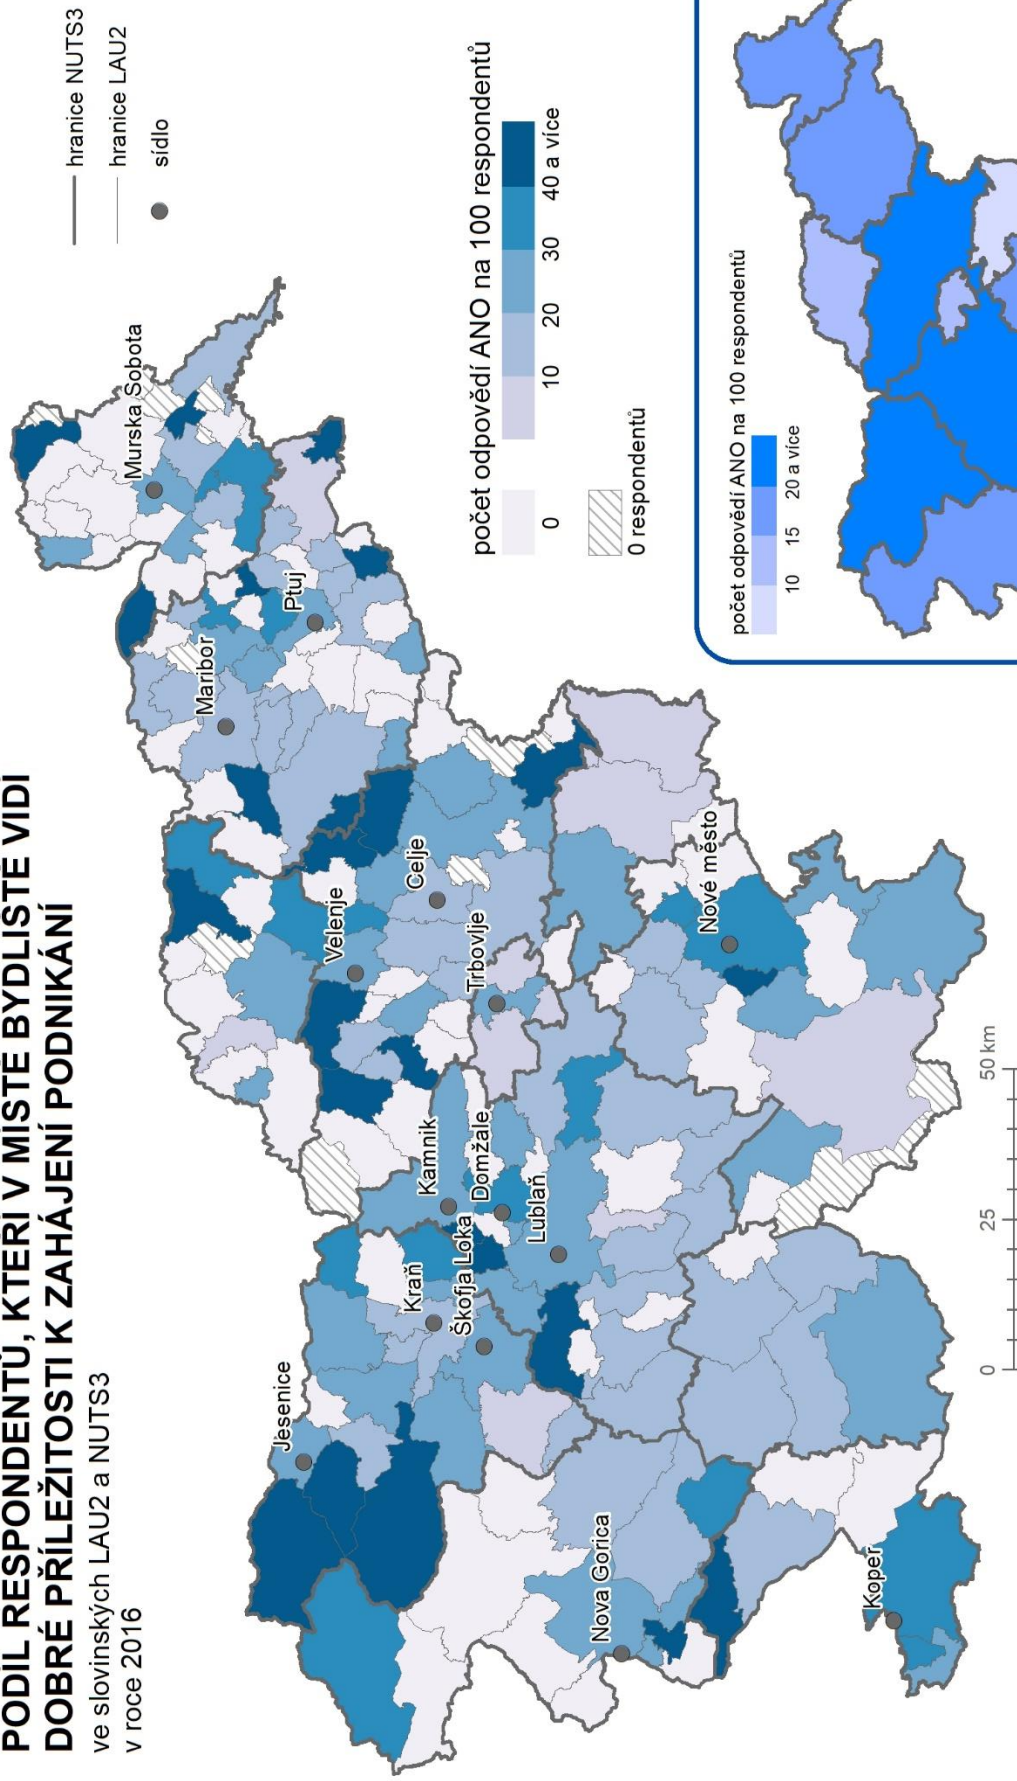 PODÍL RESPONDENTŮ, KTEŘÍ V MÍSTĚ BYDLIŠTĚ VIDÍ
DOBRÉ PŘÍLEŽITOSTI K ZAHÁJENÍ PODNIKÁNÍ
ve slovinských LAU2 a NUTS3
v roce 2016
hranice NUTS3
hranice LAU2
sídlo
Murska Sobota
Maribor
Ptuj
Jesenice
Velenje
Celje
Kamnik
Kraň
Domžale
Trbovlje
Škofja Loka
Lublaň
Nova Gorica
Nové město
Koper
počet odpovědí ANO na 100 respondentů
0
10
20
30
40 a více
0 respondentů
0
25
50 km
počet odpovědí ANO na 100 respondentů
10
15
20 a více